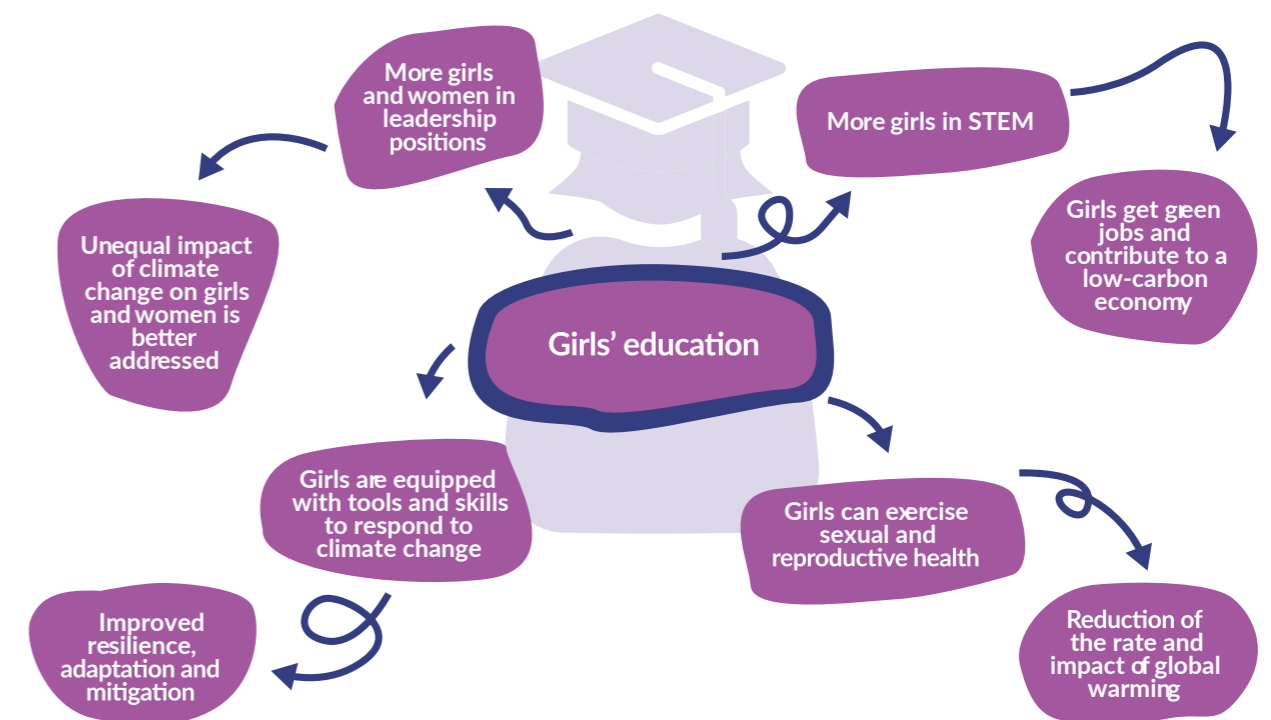 More girls
and women in
leadership
positions
More girls in STEM
Girls get green
jobs and
contribute to a
low-carbon
economy
Unequal impact
of climate
change on girls
and women is
better
addressed
Girls’ education
Girls are equipped
with tools and skills
to respond to
climate change
Girls can exercise
sexual and
reproductive health
Improved
resilience,
adaptation and
mitigation
Reduction of
the rate and
impact of global
warming